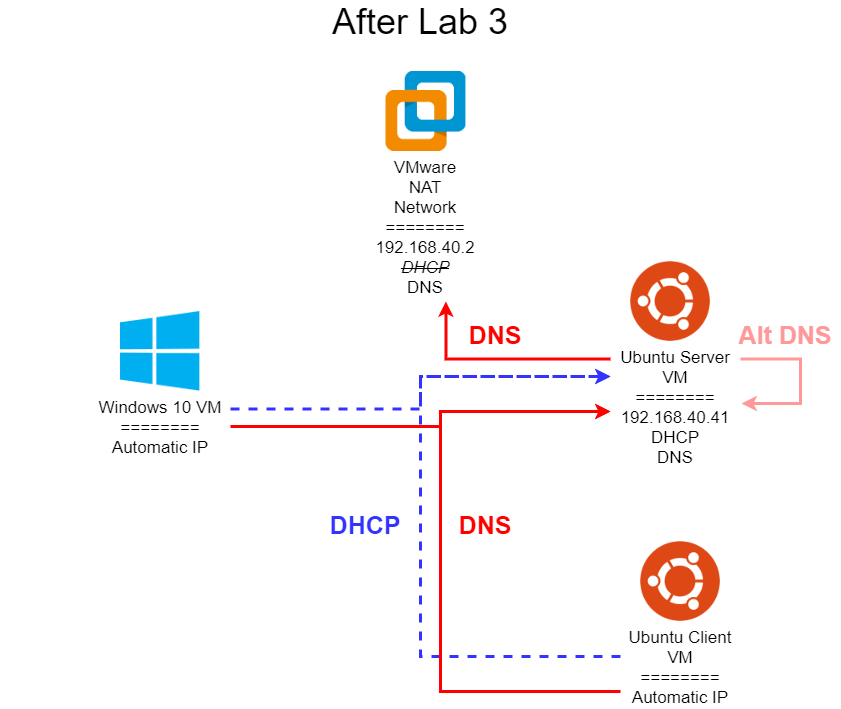 After Lab 3
VMware
NAT
Network
========
192.168.40.2
DHCP
DNS
DNS
Alt DNS
Ubuntu Server
VM
========
192.168.40.41
DHCP
DNS
Windows 10 VM
========
Automatic IP
DHCP
DNS
Ubuntu Client
VM
========
Automatic IP